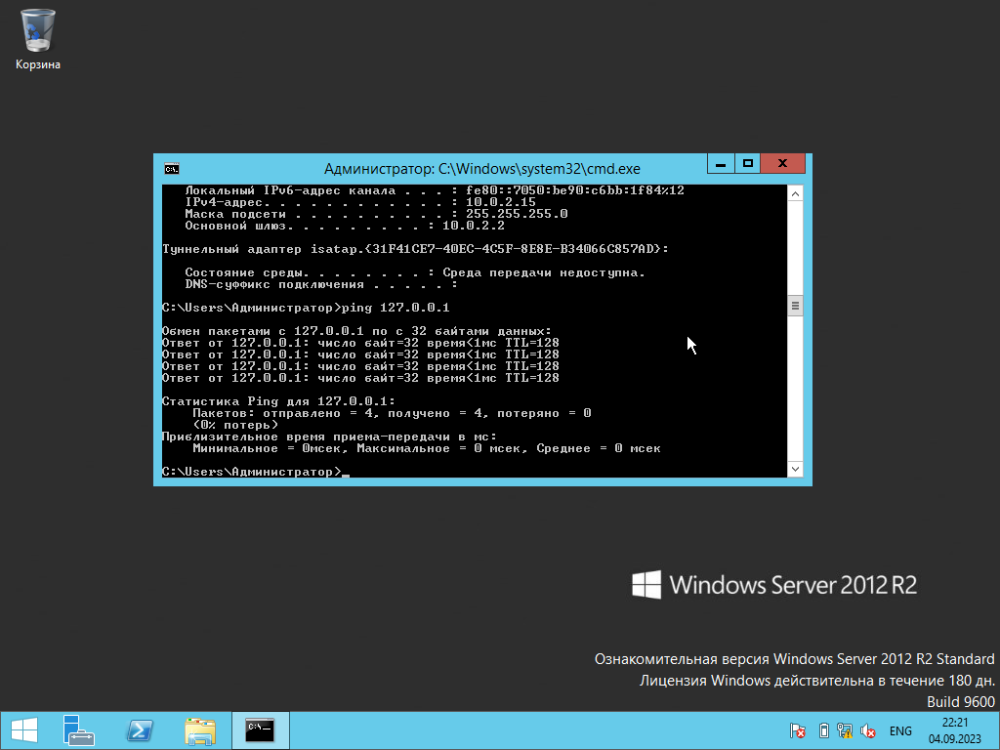 Корзина
Администратор: C:\Windows\system32\cmd.exe
Локальный IPv6-адрес канала . . . : fe80::7050:be90:c6bb:1f84%12
IPv4-адрес. . . . . . . . . . . . : 10.0.2.15
Маска подсети . . . . . . . . . . : 255.255.255.0
Основной шлюз. . . . . . . . . : 10.0.2.2
Туннельный адаптер isatap.{31F41CE7-40EC-4C5F-8E8E-B34066C857AD}:
Состояние среды. . . . . . . . : Среда передачи недоступна.
DNS-суффикс подключения . . . . . :
C:\Users\Администратор>ping 127.0.0.1
Обмен пакетами с 127.0.0.1 по с 32 байтами данных:
Ответ от 127.0.0.1: число байт=32 время<1мс TTL=128
Ответ от 127.0.0.1: число байт=32 время<1мс TTL=128
Ответ от 127.0.0.1: число байт=32 время<1мс TTL=128
Ответ от 127.0.0.1: число байт=32 время<1мс TTL=128
Статистика Ping для 127.0.0.1:
Пакетов: отправлено = 4, получено = 4, потеряно = 0
(0% потерь)
Приблизительное время приема-передачи в мс:
Минимальное = 0мсек, Максимальное = 0 мсек, Среднее = 0 мсек
C:\Users\Администратор>_
Windows Server 2012 R2
Ознакомительная версия Windows Server 2012 R2 Standard
Лицензия Windows действительна в течение 180 дн.
Build 9600
ENG
22:21
04.09.2023